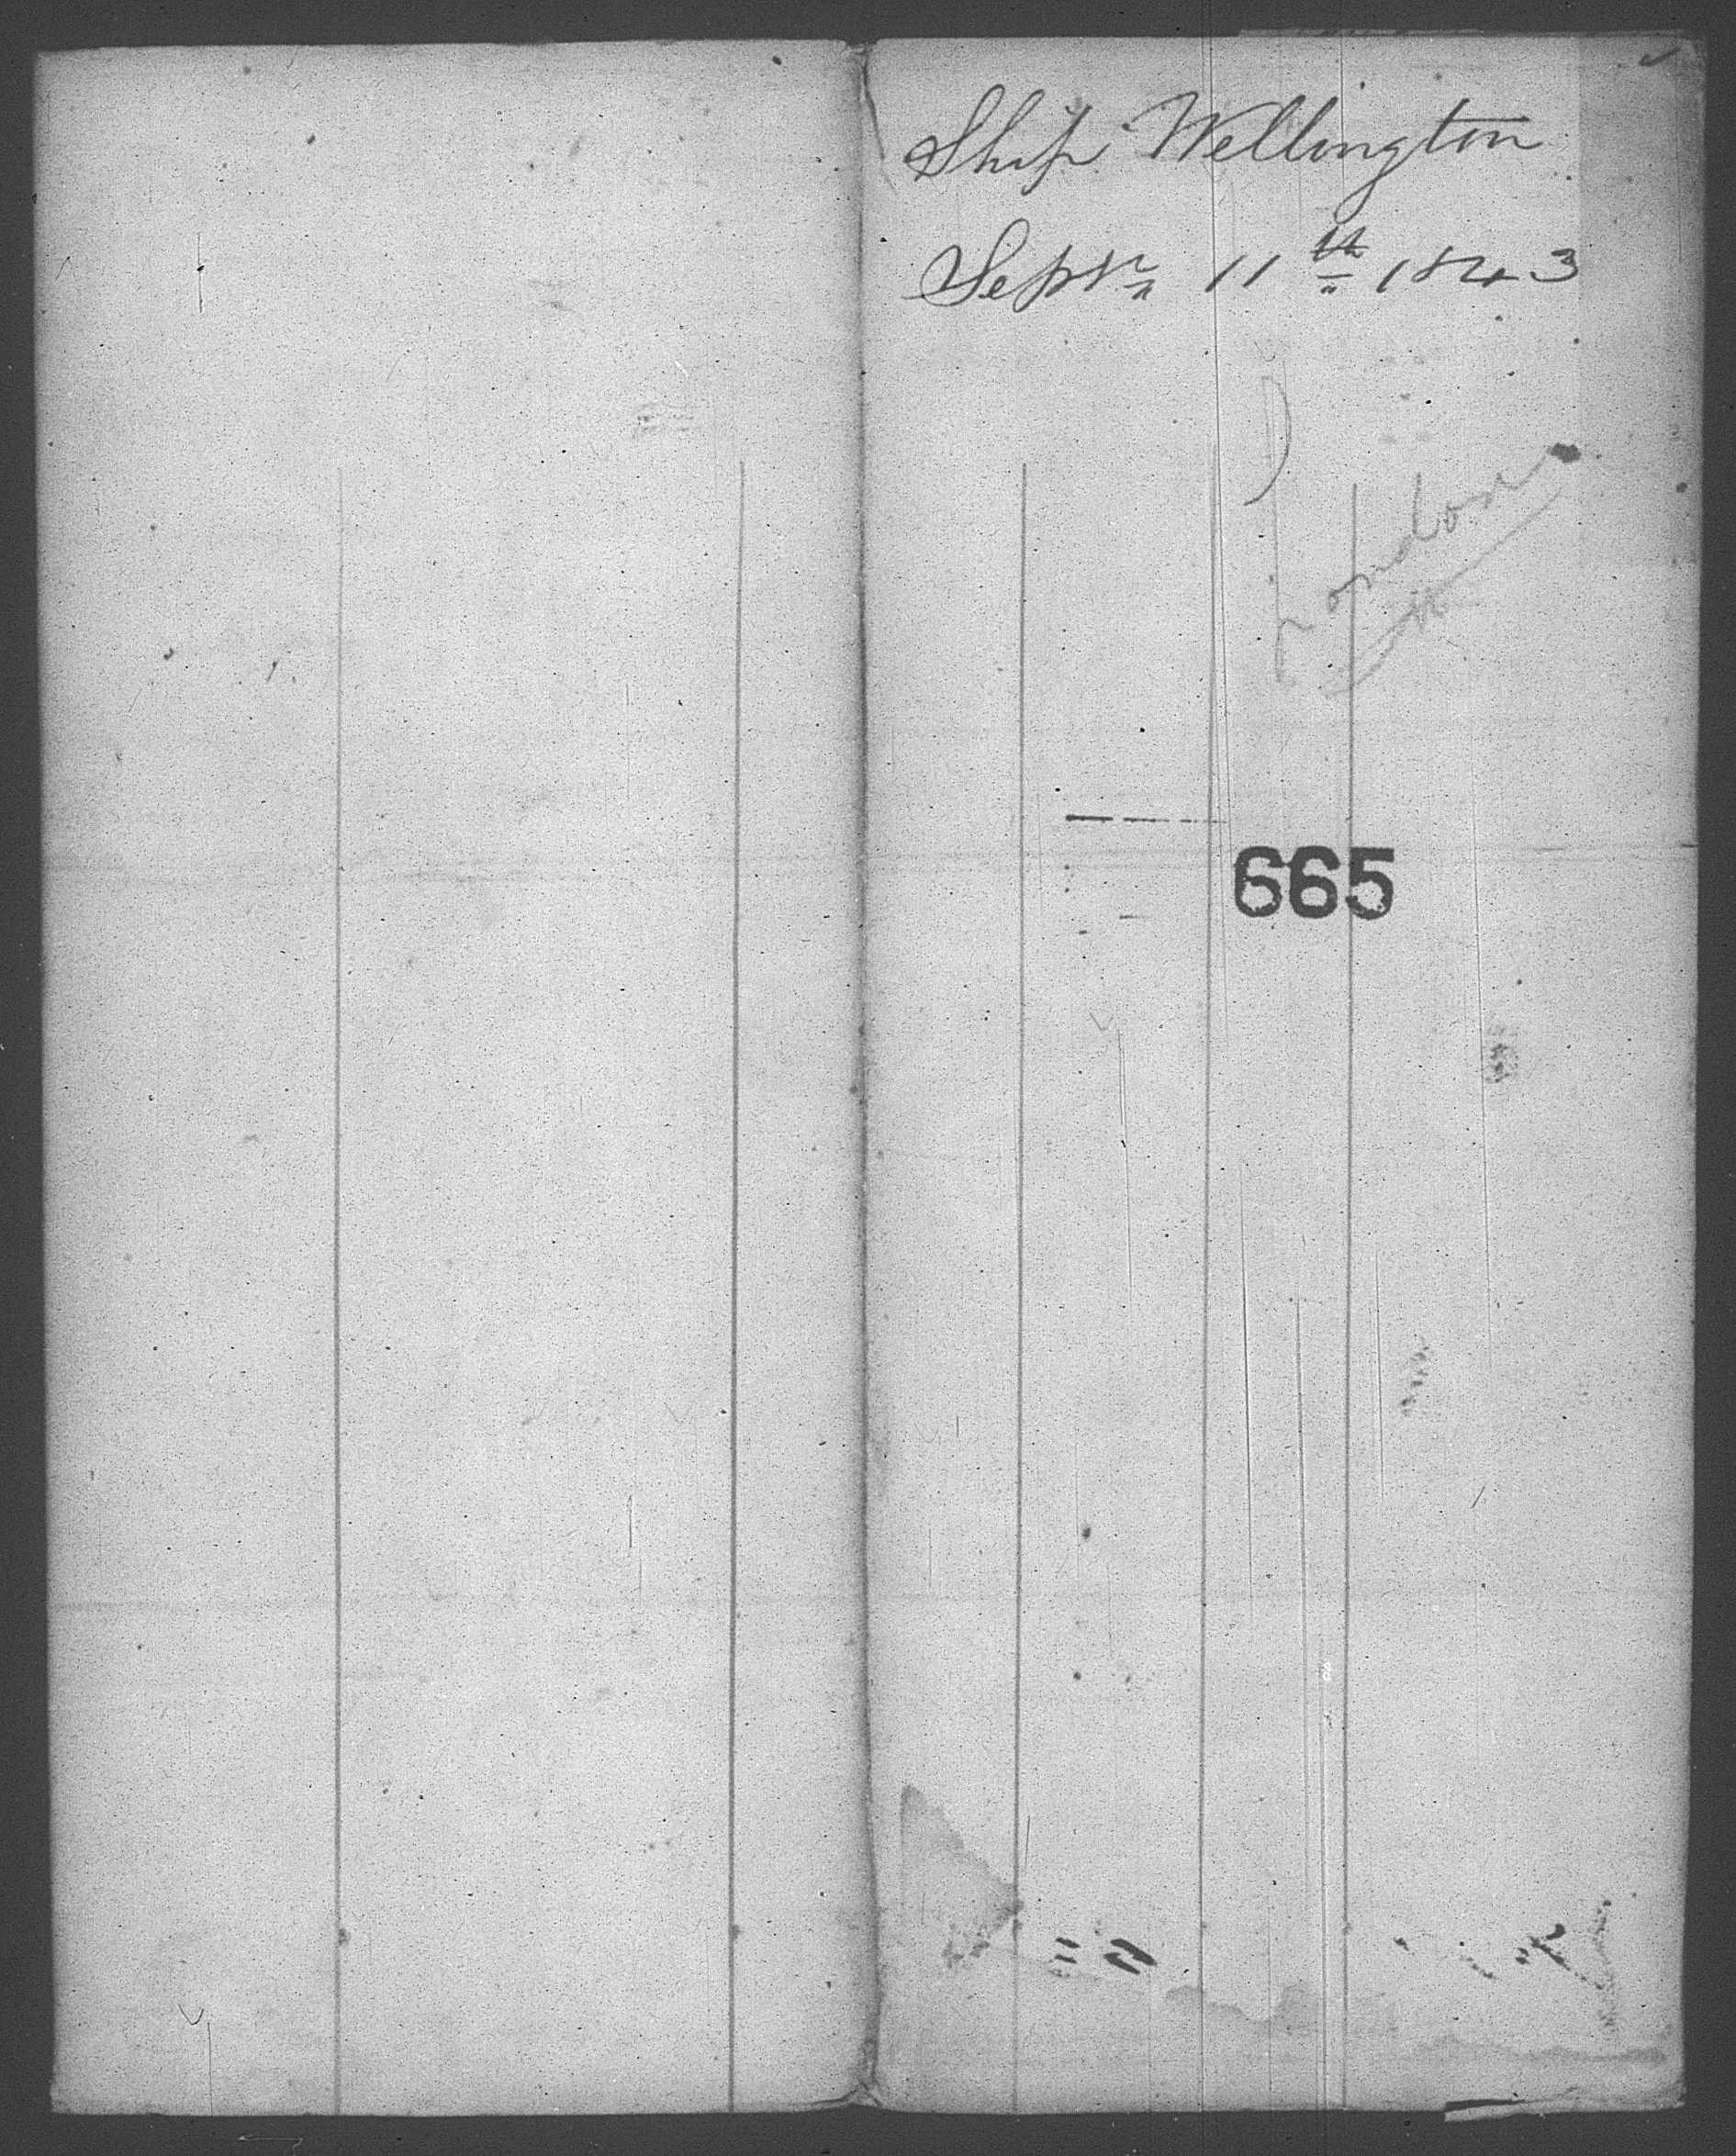 Ship Wellington
Septr 11th 1843
London
665